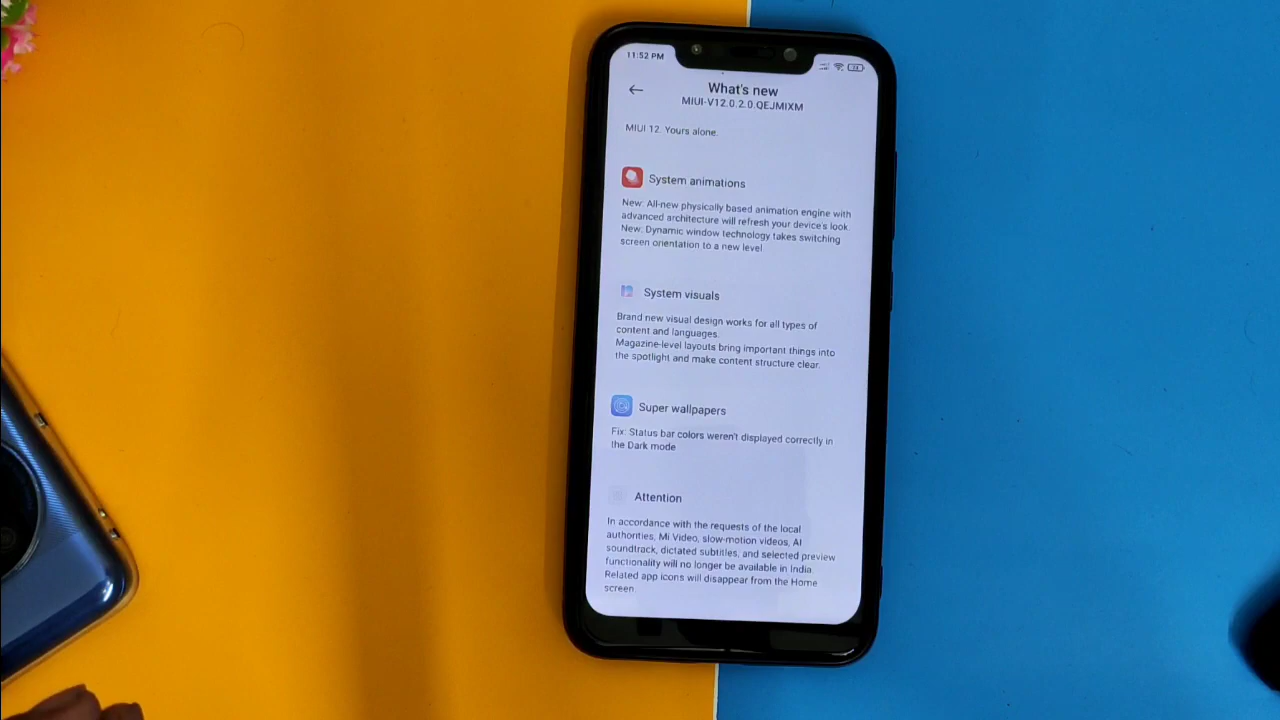 11:52 PM
23
What's new
MIUI-V12.0.2.0.QEJMIXM
MIUI 12. Yours alone.
System animations
New: All-new physically based animation engine with
advanced architecture will refresh your device's look.
New: Dynamic window technology takes switching
screen orientation to a new level
System visuals
Brand new visual design works for all types of
content and languages.
Magazine-level layouts bring important things into
the spotlight and make content structure clear.
Super wallpapers
Fix: Status bar colors weren't displayed correctly in
the Dark mode
Attention
In accordance with the requests of the local
authorities, Mi Video, slow-motion videos, AI
soundtrack, dictated subtitles, and selected preview
functionality will no longer be available in India.
Related app icons will disappear from the Home
screen.